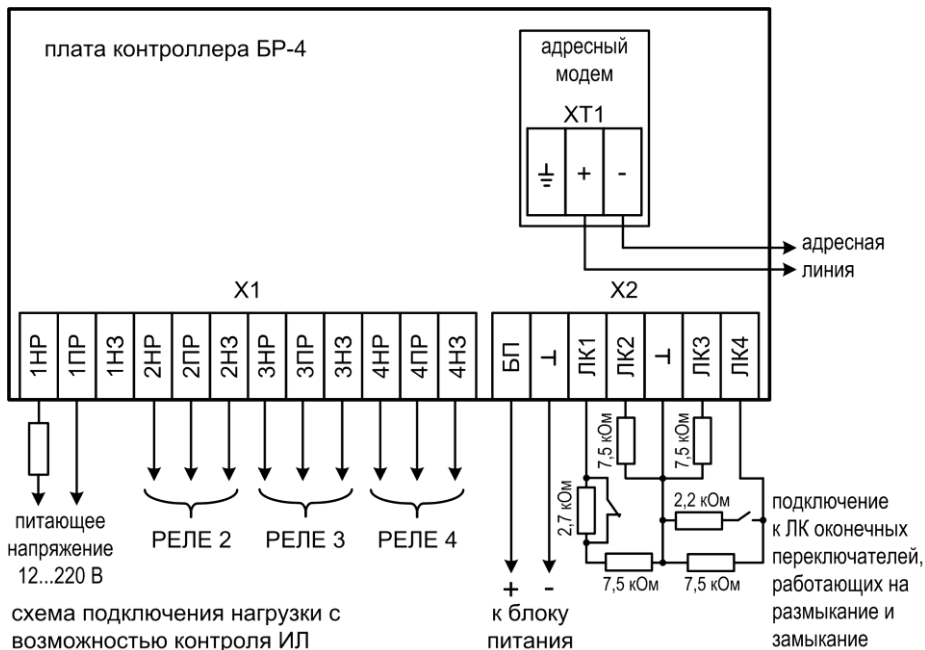 плата контроллера БР-4
адресный
модем
XT1
+
-
адресная
линия
X1
X2
1НР
1ПР
1НЗ
2НР
2ПР
2НЗ
3НР
3ПР
3НЗ
4НР
4ПР
4НЗ
БП
ЛК1
ЛК2
ЛК3
ЛК4
7,5 кОм
7,5 кОм
2,7 кОм
2,2 кОм
7,5 кОм
7,5 кОм
питающее
напряжение
12...220 В
РЕЛЕ 2
РЕЛЕ 3
РЕЛЕ 4
+
-
к блоку
питания
подключение
к ЛК оконечных
переключателей,
работающих на
размыкание и
замыкание
схема подключения нагрузки с
возможностью контроля ИЛ